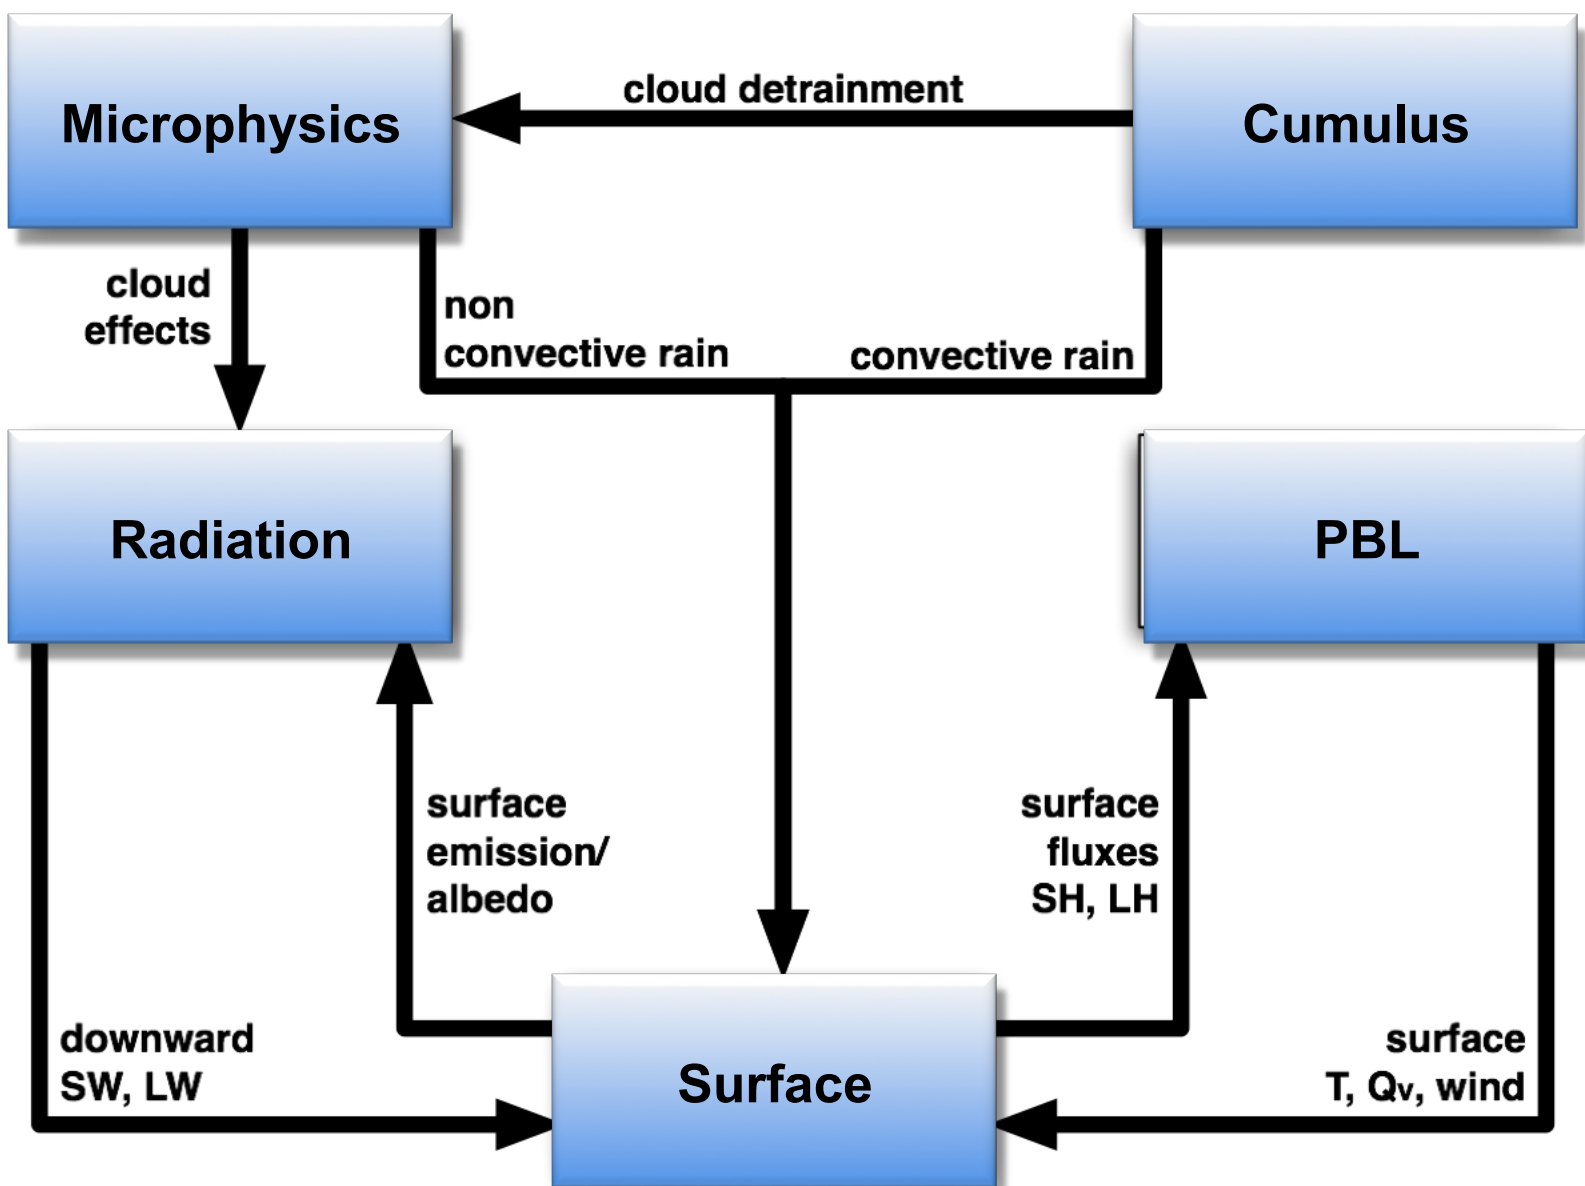 Microphysics
cloud detrainment
Cumulus
cloud
effects
non
convective rain
convective rain
Radiation
PBL
surface
emission/
albedo
surface
fluxes
SH, LH
downward
SW, LW
Surface
surface
T, Qv, wind